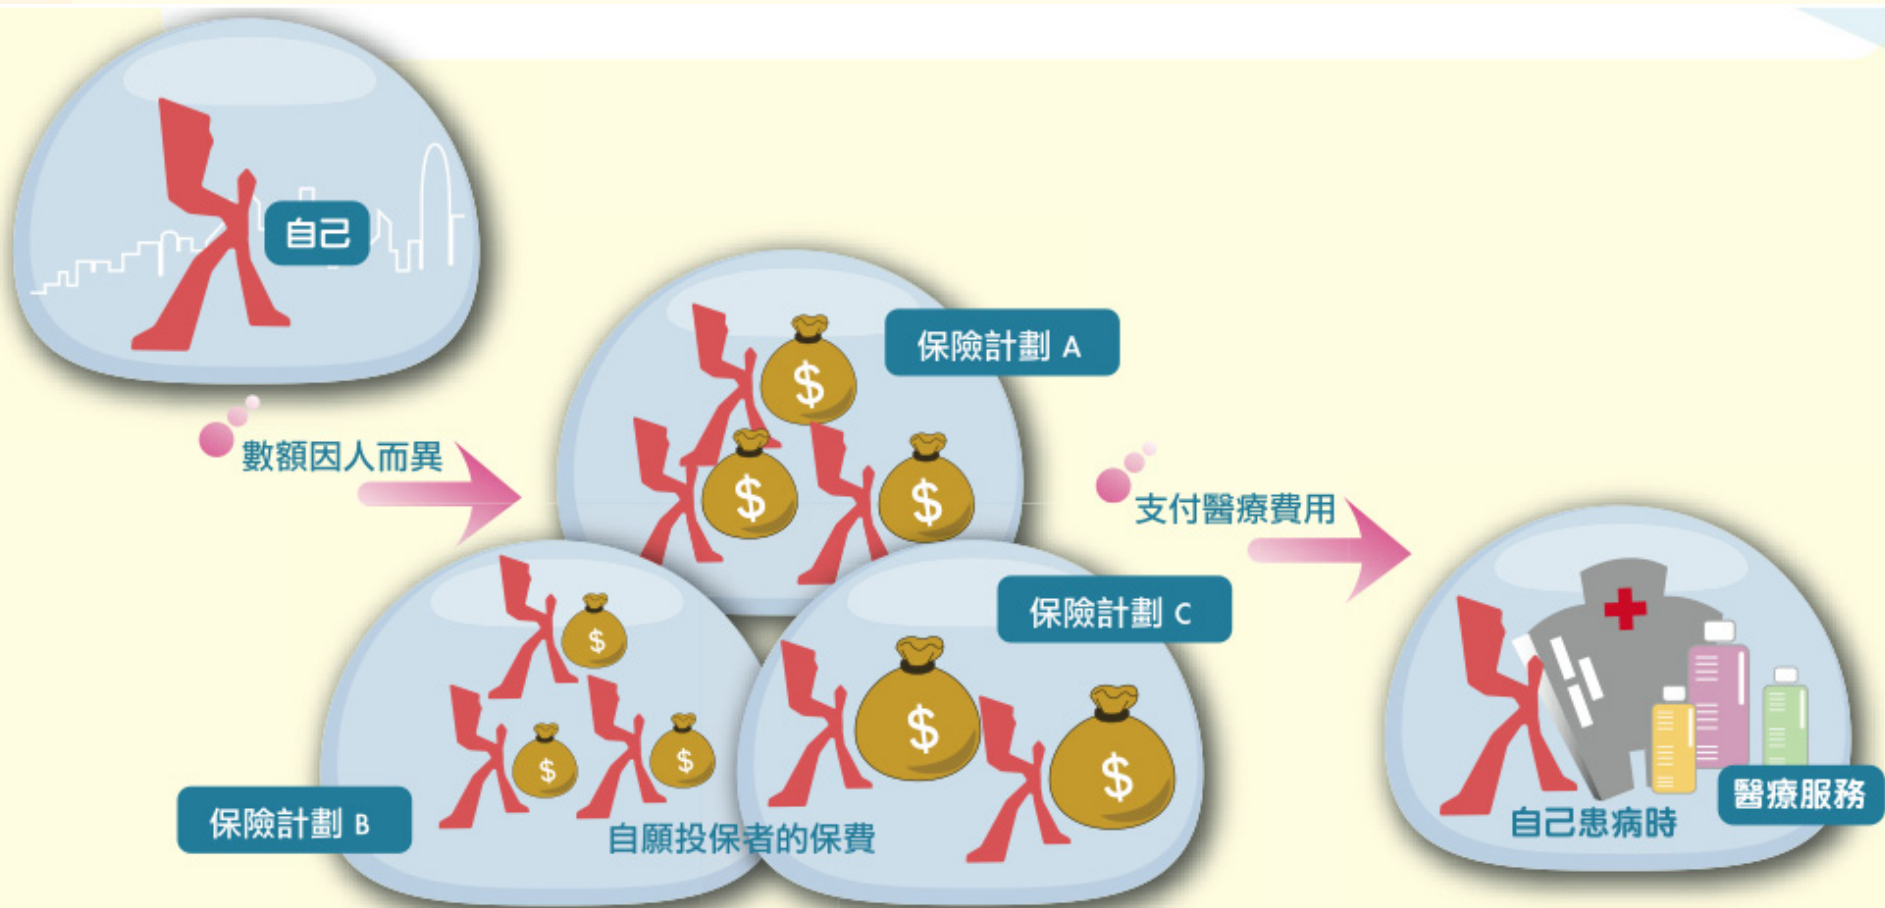 自己
數額因人而異
保險計劃 A
$
$
$
支付醫療費用
保險計劃 B
$
$
$
保險計劃 C
$
$
自願投保者的保費
醫療服務
自己患病時